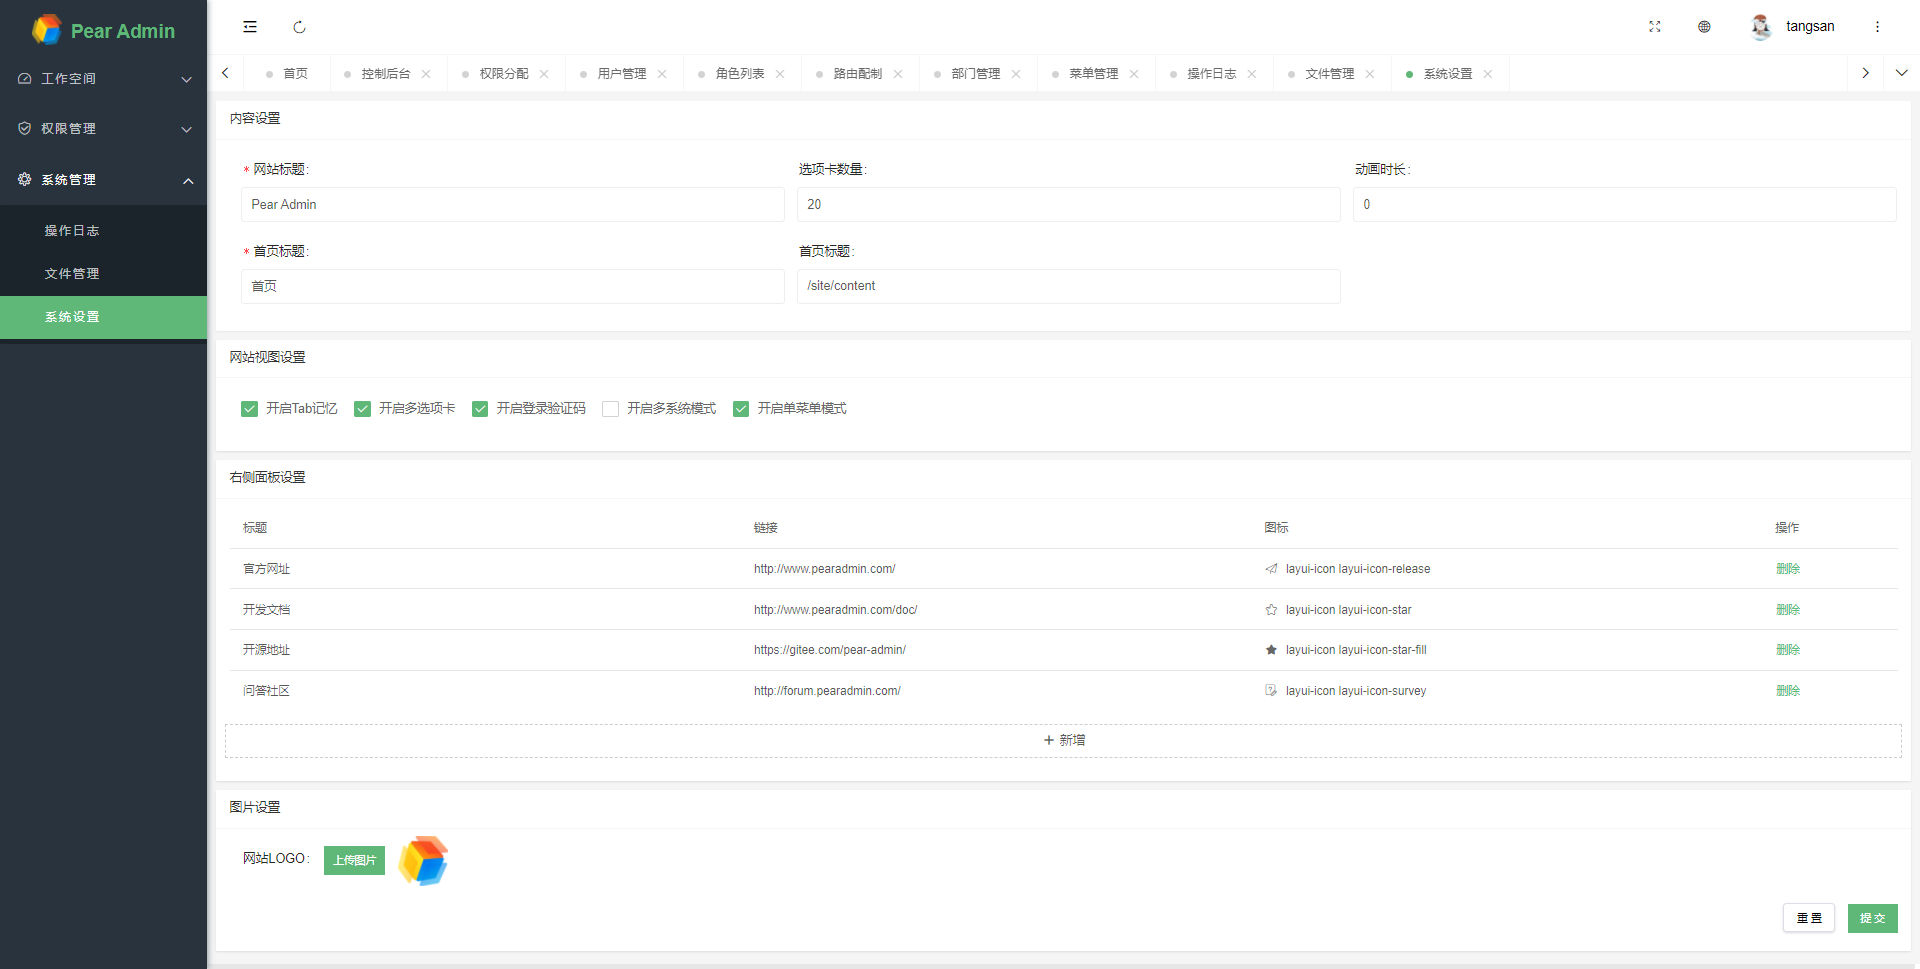 Pear Admin
tangsan
工作空间
权限管理
系统管理
操作日志
文件管理
系统设置
首页 控制后台 权限分配 用户管理 角色列表 路由配制 部门管理 菜单管理 操作日志 文件管理 系统设置
内容设置
* 网站标题: 选项卡数量: 动画时长:
Pear Admin 20 0
* 首页标题: 首页标题:
首页 /site/content
网站视图设置
开启Tab记忆 开启多选项卡 开启登录验证码 开启多系统模式 开启单菜单模式
右侧面板设置
标题 链接 图标 操作
官方网址 http://www.pearadmin.com/ layui-icon layui-icon-release 删除
开发文档 http://www.pearadmin.com/doc/ layui-icon layui-icon-star 删除
开源地址 https://gitee.com/pear-admin/ layui-icon layui-icon-star-fill 删除
问答社区 http://forum.pearadmin.com/ layui-icon layui-icon-survey 删除
+ 新增
图片设置
网站LOGO: 上传图片
重置 提交